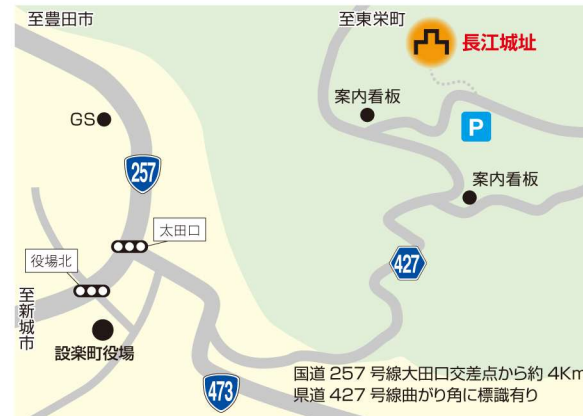 至豊田市
至東栄町
長江城址
案内看板
GS
P
257
案内看板
太田口
役場北
427
至新城市
設楽町役場
473
国道257号線大田口交差点から約4Km
県道427号線曲がり角に標識有り